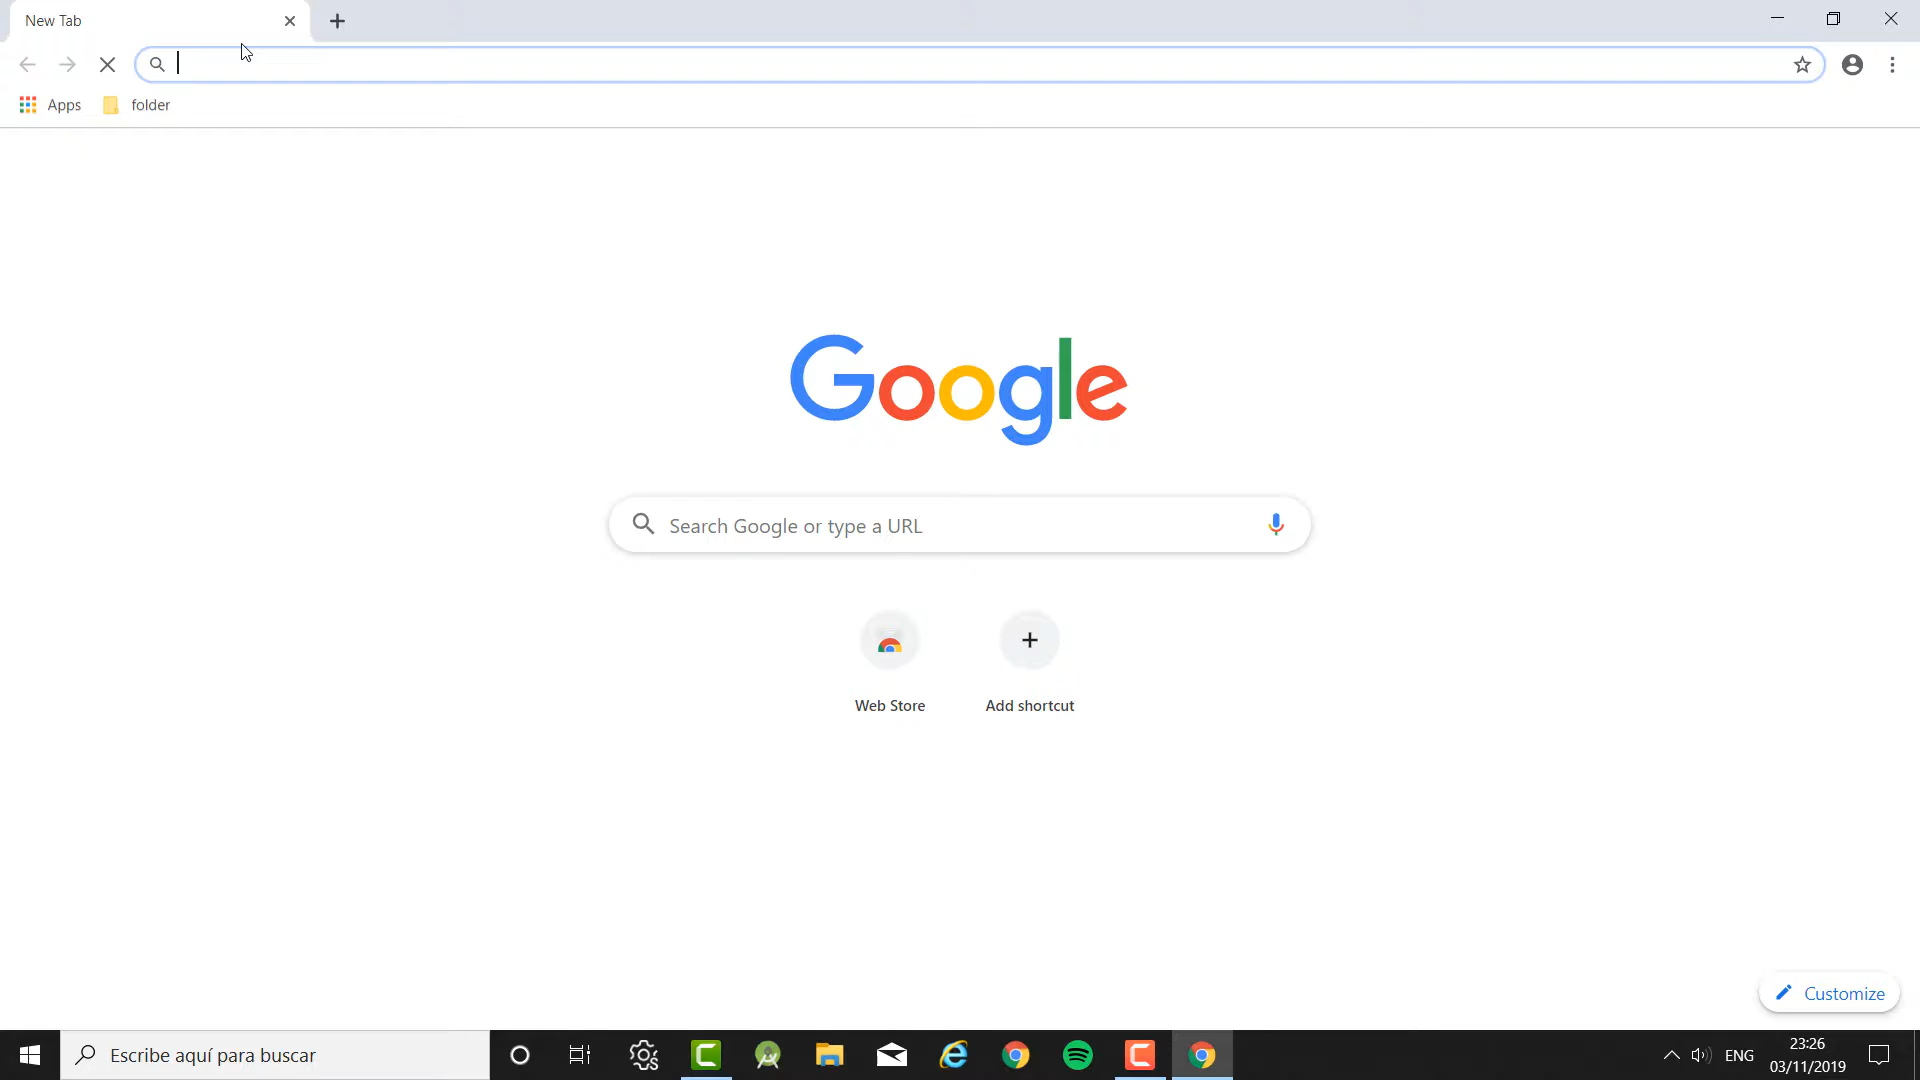 New Tab
Apps
folder
Google
Search Google or type a URL
Web Store
Add shortcut
Customize
Escribe aquí para buscar
ENG
23:26
03/11/2019